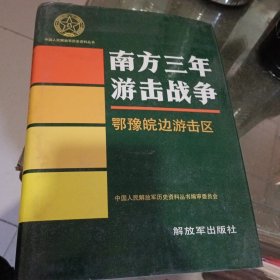 中国人民解放军历史资料丛书
南方三年
游击战争
鄂豫皖边游击区
中国人民解放军历史资料丛书编审委员会
解放军出版社